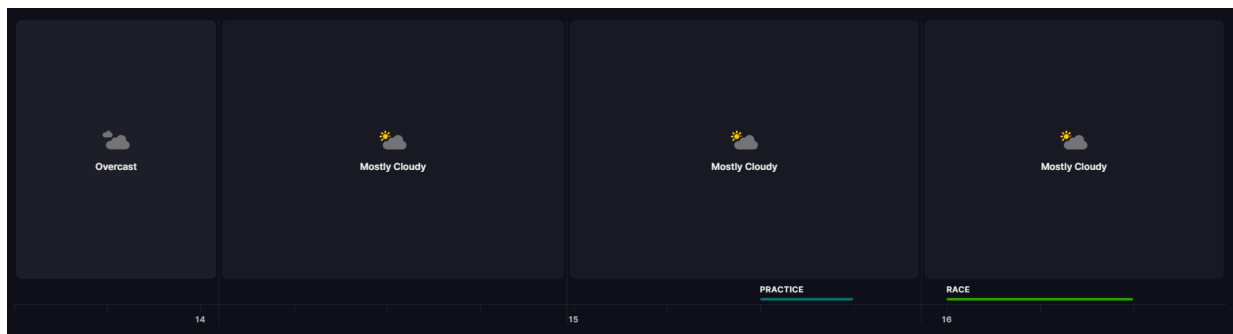 Overcast
Mostly Cloudy
Mostly Cloudy
Mostly Cloudy
PRACTICE
RACE
14
15
16